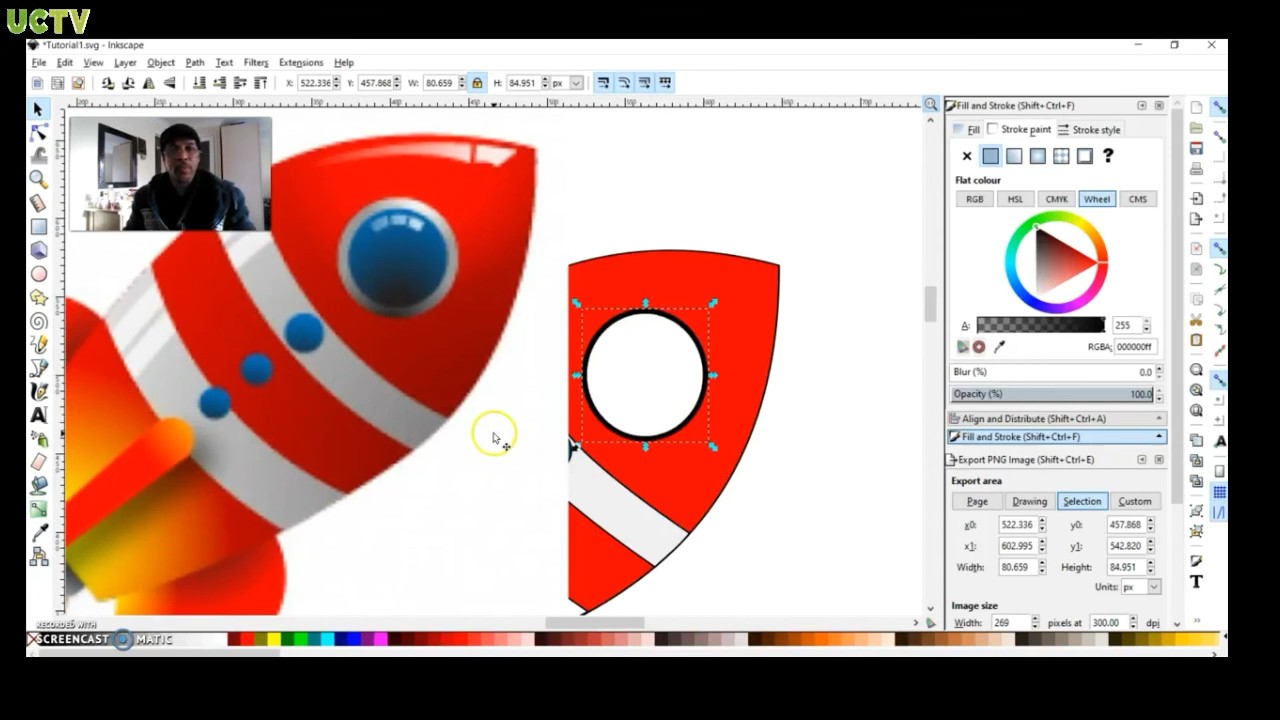 UCTV
*Tutorial1.svg - Inkscape
File Edit View Layer Object Path Text Filters Extensions Help
X: 522.336 Y: 457.868 W: 80.659 H: 84.951 px
Fill and Stroke (Shift+Ctrl+F)
Fill Stroke paint Stroke style
?
Flat colour
RGB HSL CMYK Wheel CMS
A: 255
RGBA: 000000ff
Blur (%) 0.0
Opacity (%) 100.0
Align and Distribute (Shift+Ctrl+A)
Fill and Stroke (Shift+Ctrl+F)
Export PNG Image (Shift+Ctrl+E)
Export area
Page Drawing Selection Custom
x0: 522.336 y0: 457.868
x1: 602.995 y1: 542.820
Width: 80.659 Height: 84.951
Units: px
Image size
Width: 269 pixels at 300.00 dpi
RECORDED WITH
SCREENCAST MATIC